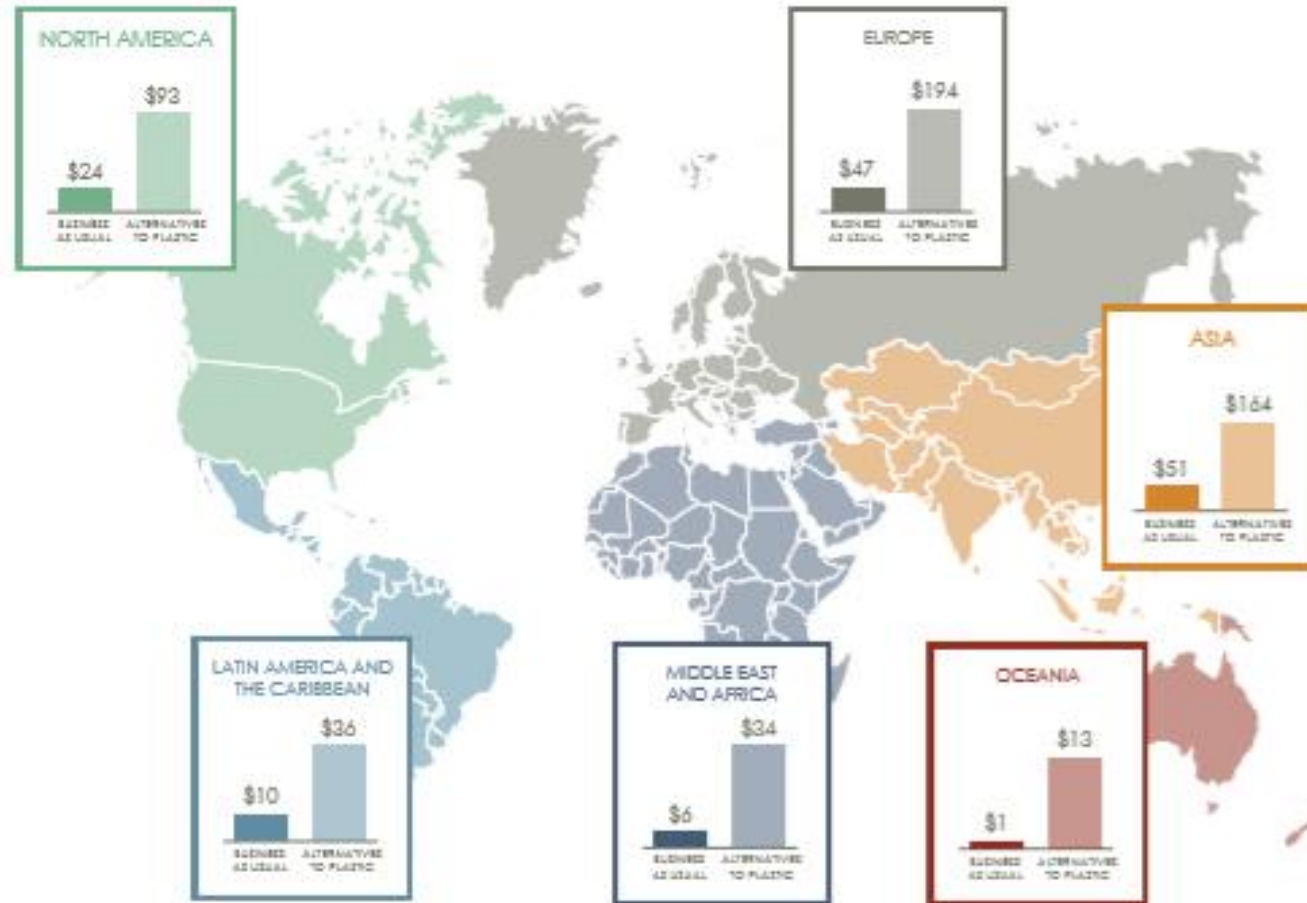 NORTH AMERICA
$93
$24
BUSINESS AS USUAL
ALTERNATIVES TO PLASTIC
EUROPE
$194
$47
BUSINESS AS USUAL
ALTERNATIVES TO PLASTIC
ASIA
$164
$51
BUSINESS AS USUAL
ALTERNATIVES TO PLASTIC
LATIN AMERICA AND
THE CARIBBEAN
$36
$10
BUSINESS AS USUAL
ALTERNATIVES TO PLASTIC
MIDDLE EAST
AND AFRICA
$34
$6
BUSINESS AS USUAL
ALTERNATIVES TO PLASTIC
OCEANIA
$13
$1
BUSINESS AS USUAL
ALTERNATIVES TO PLASTIC